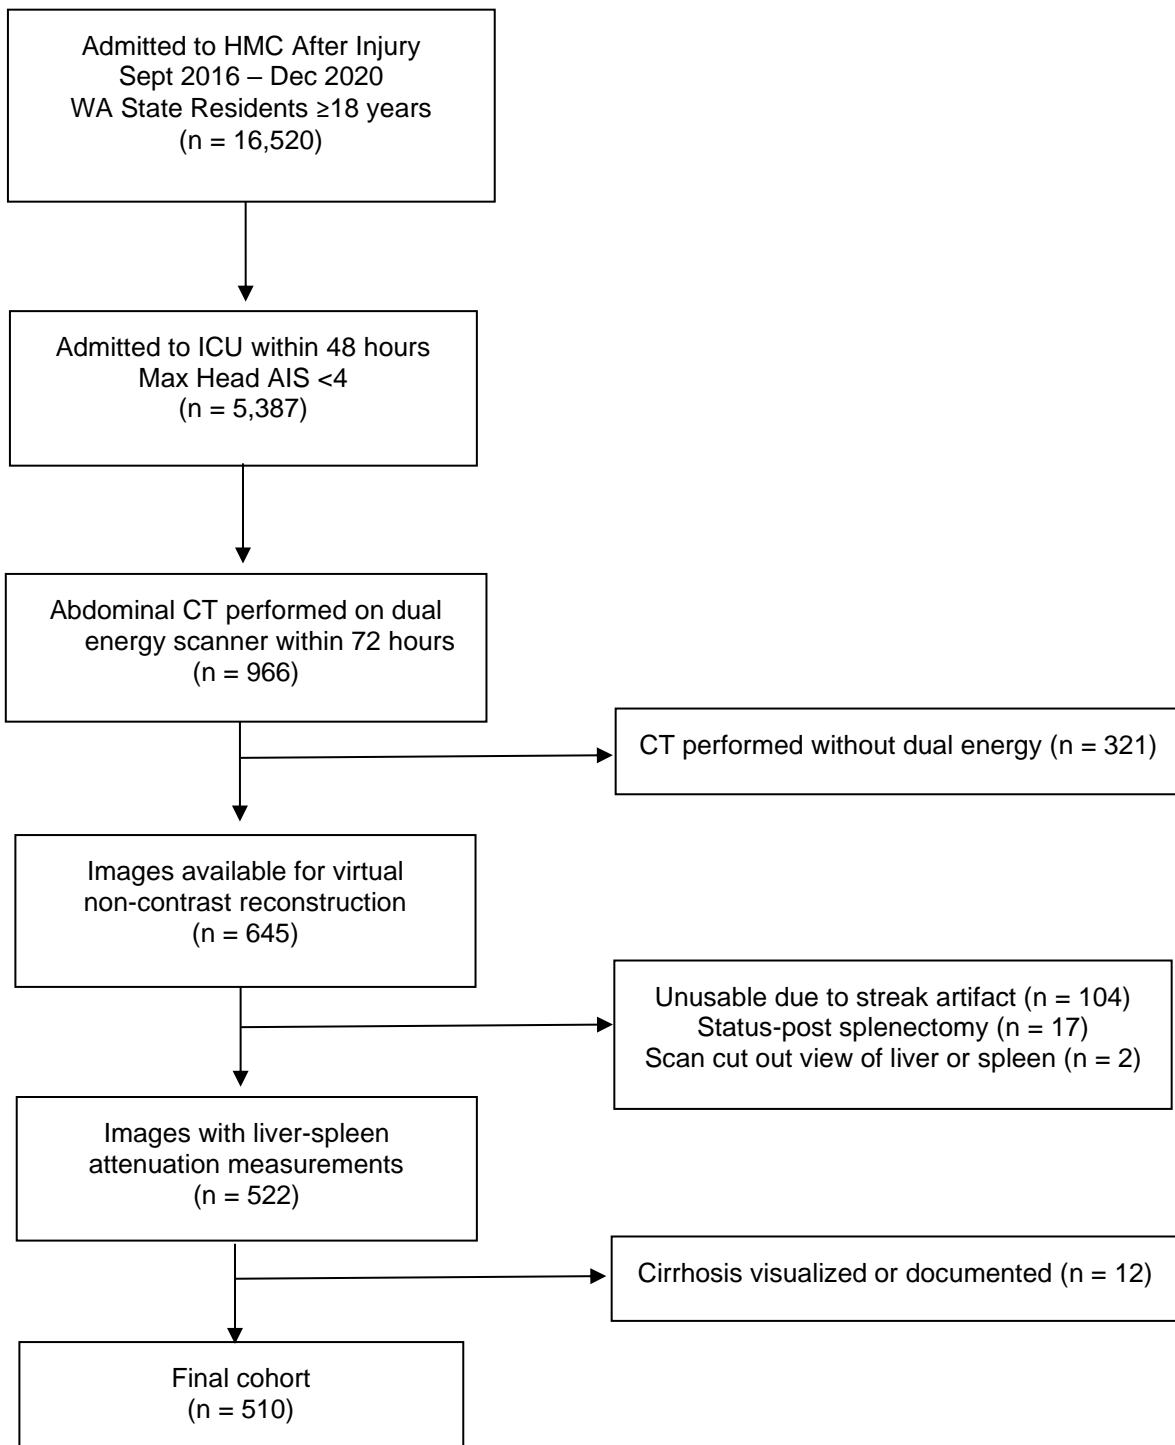 Admitted to HMC After Injury
Sept 2016 – Dec 2020
WA State Residents ≥18 years
(n = 16,520)
Admitted to ICU within 48 hours
Max Head AIS <4
(n = 5,387)
Abdominal CT performed on dual
energy scanner within 72 hours
(n = 966)
CT performed without dual energy (n = 321)
Images available for virtual
non-contrast reconstruction
(n = 645)
Unusable due to streak artifact (n = 104)
Status-post splenectomy (n = 17)
Scan cut out view of liver or spleen (n = 2)
Images with liver-spleen
attenuation measurements
(n = 522)
Cirrhosis visualized or documented (n = 12)
Final cohort
(n = 510)